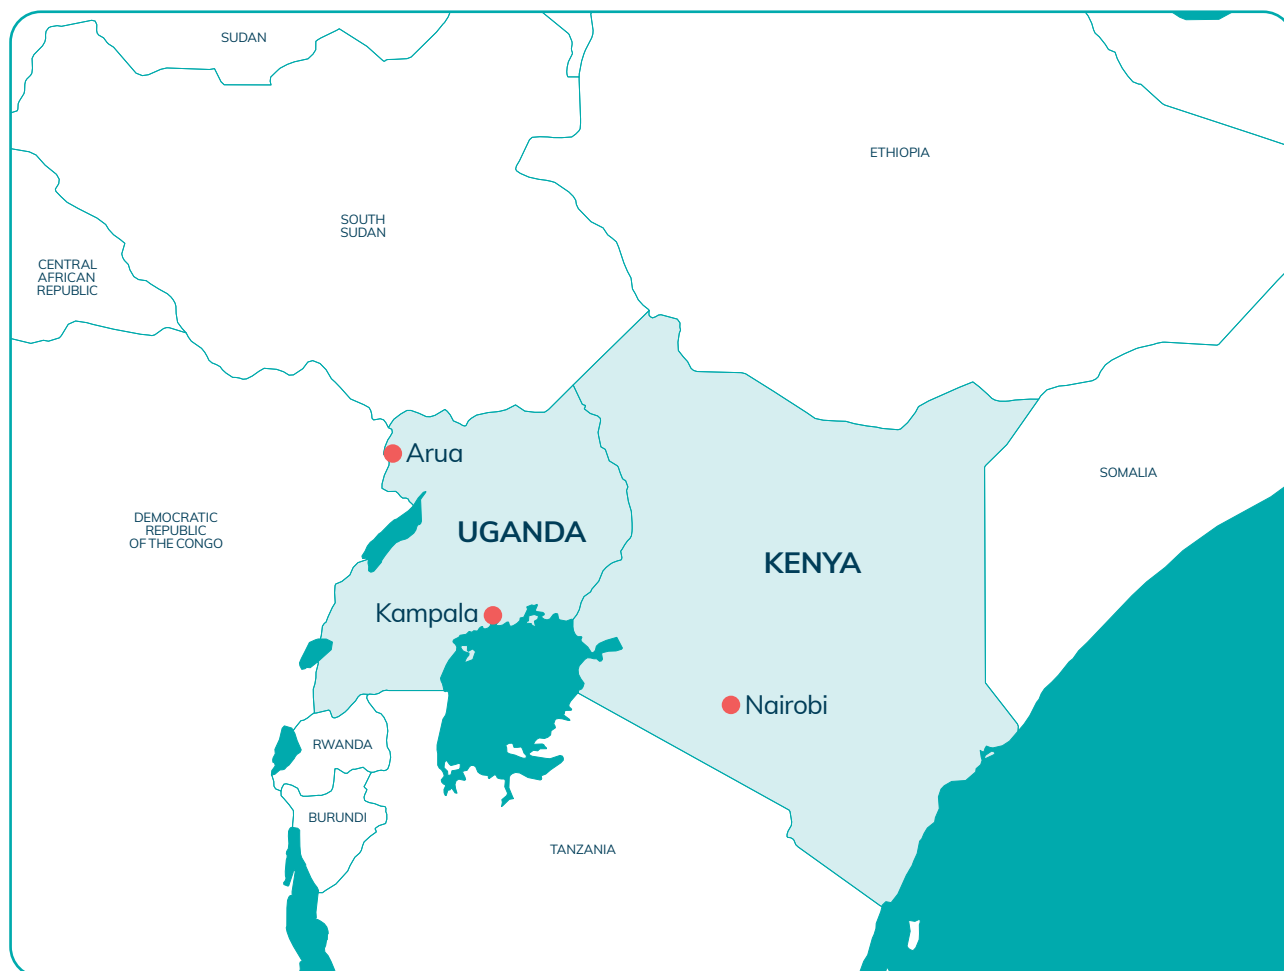 SUDAN
ETHIOPIA
SOUTH
SUDAN
CENTRAL
AFRICAN
REPUBLIC
Arua
SOMALIA
DEMOCRATIC
REPUBLIC
OF THE CONGO
UGANDA
KENYA
Kampala
Nairobi
RWANDA
BURUNDI
TANZANIA